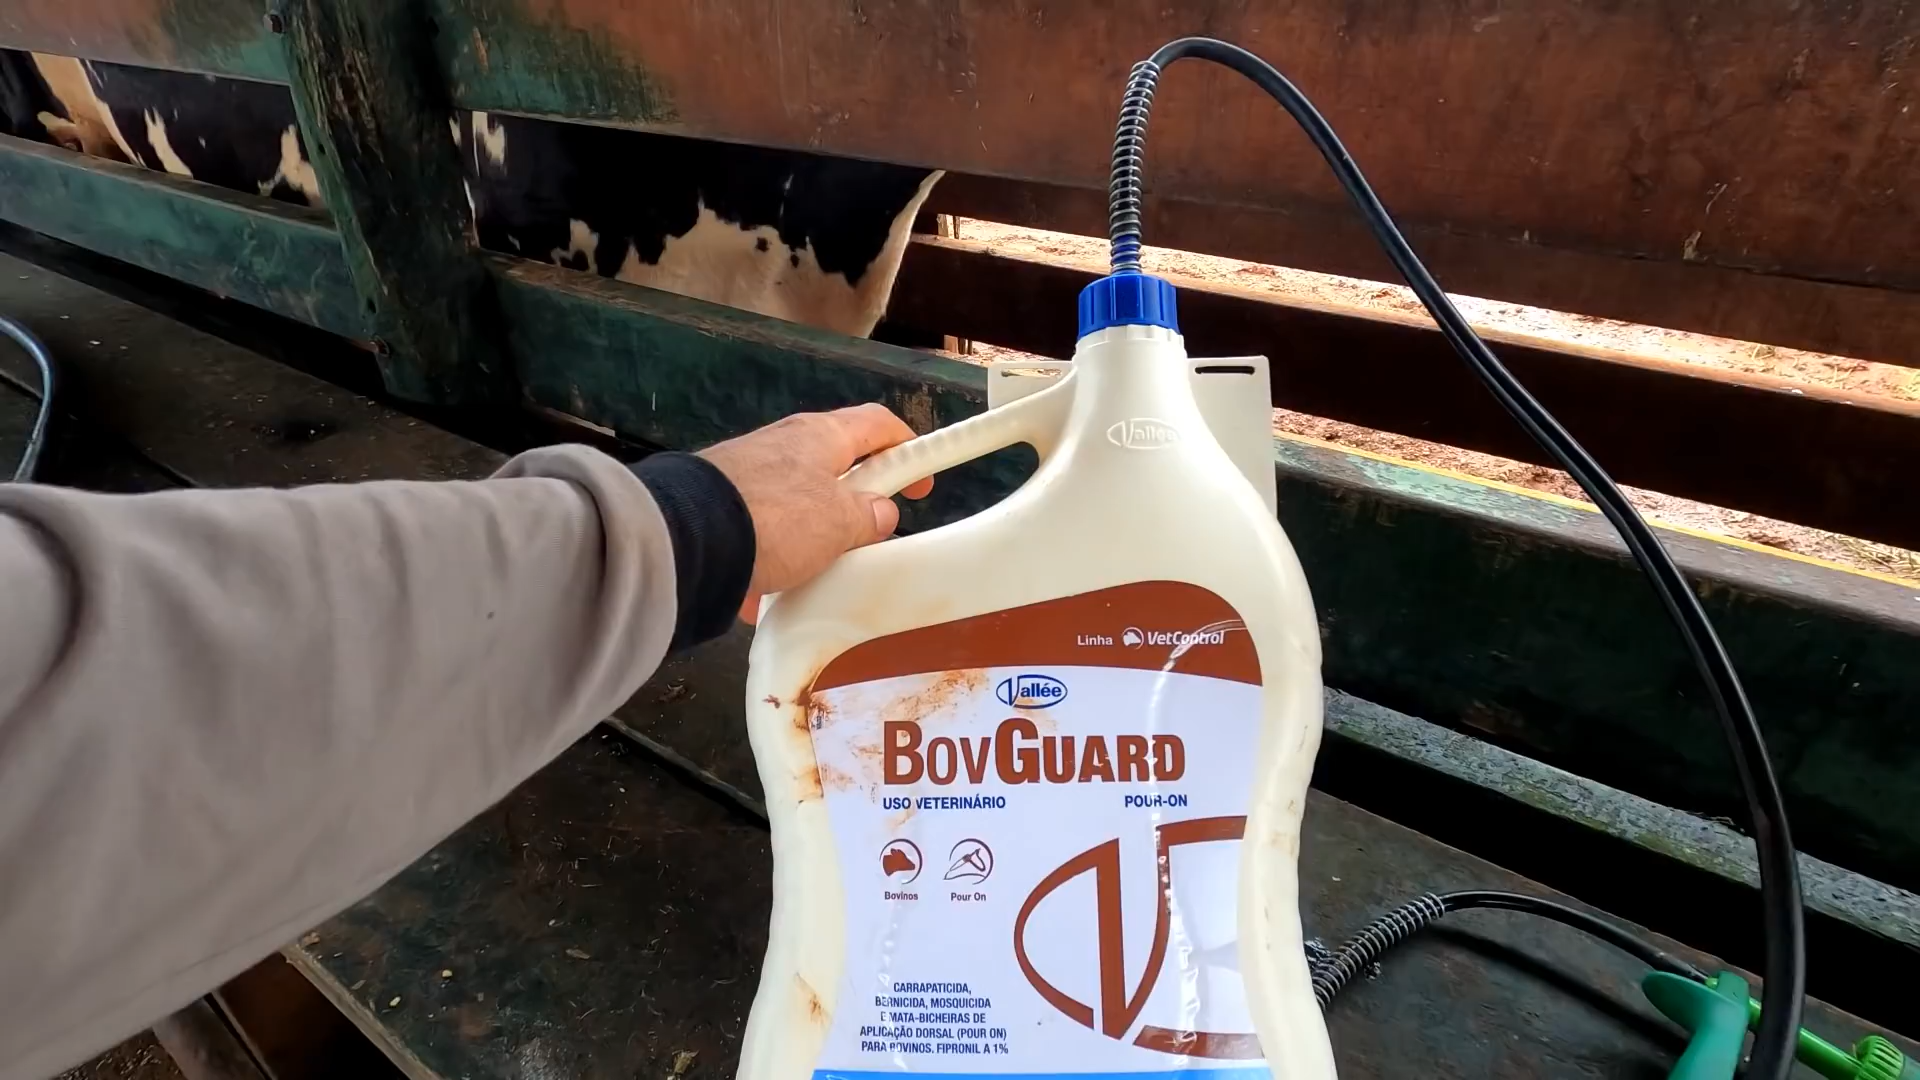 Vallée
Linha VetControl
Vallée
BOVGUARD
USO VETERINÁRIO POUR-ON
Bovinos Pour On
CARRAPATICIDA,
BERNICIDA, MOSQUICIDA
E MATA-BICHEIRAS DE
APLICAÇÃO DORSAL (POUR ON)
PARA BOVINOS. FIPRONIL A 1%